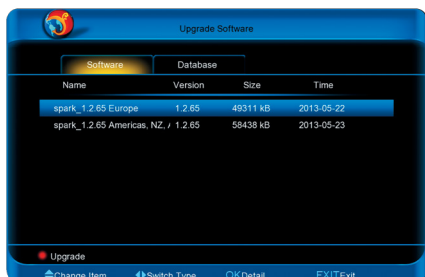 Upgrade Software
Software Database
Name Version Size Time
spark_1.2.65 Europe 1.2.65 49311 kB 2013-05-22
spark_1.2.65 Americas, NZ, 1.2.65 58438 kB 2013-05-23
Upgrade
Change Item Switch Type OK Detail EXIT Exit